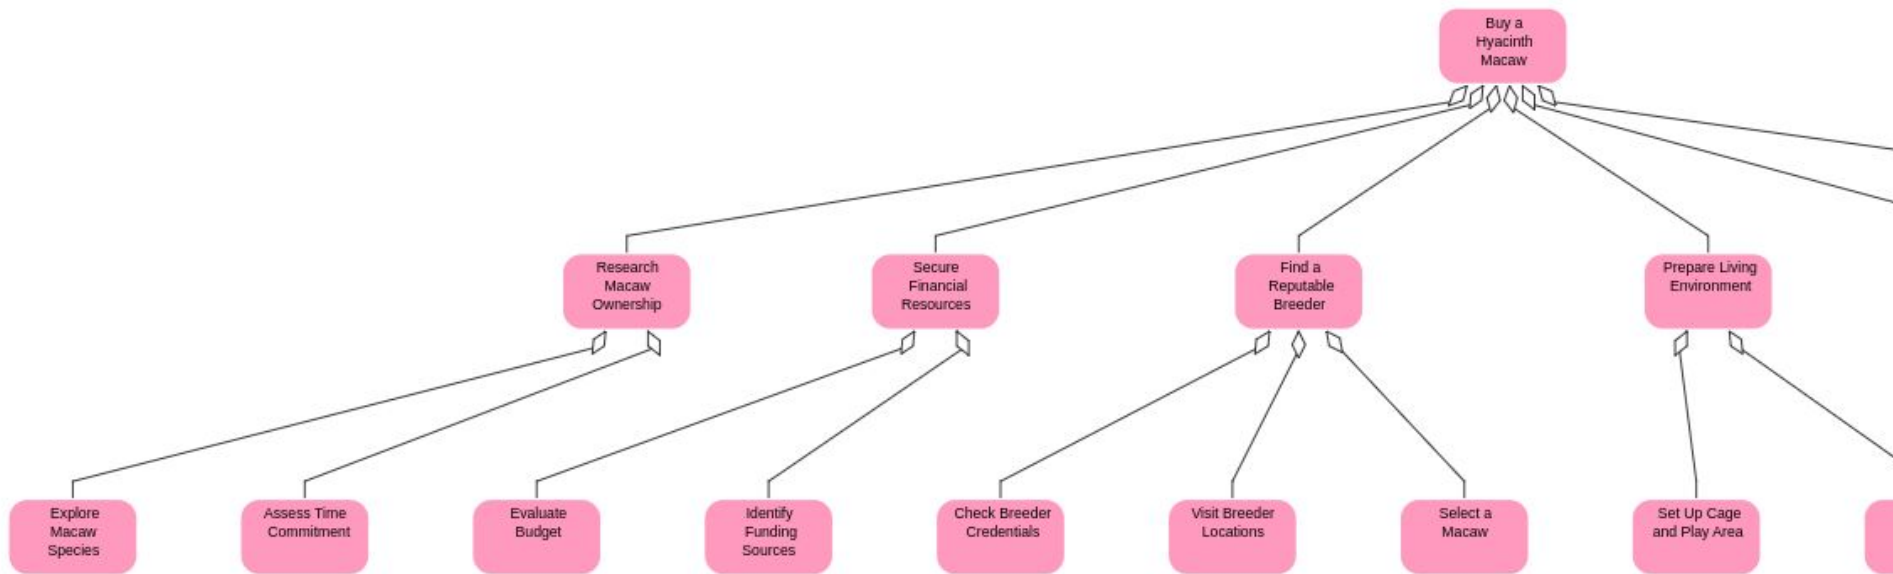 Buy a
Hyacinth
Macaw
Research
Macaw
Ownership
Secure
Financial
Resources
Find a
Reputable
Breeder
Prepare Living
Environment
Explore
Macaw
Species
Assess Time
Commitment
Evaluate
Budget
Identify
Funding
Sources
Check Breeder
Credentials
Visit Breeder
Locations
Select a
Macaw
Set Up Cage
and Play Area